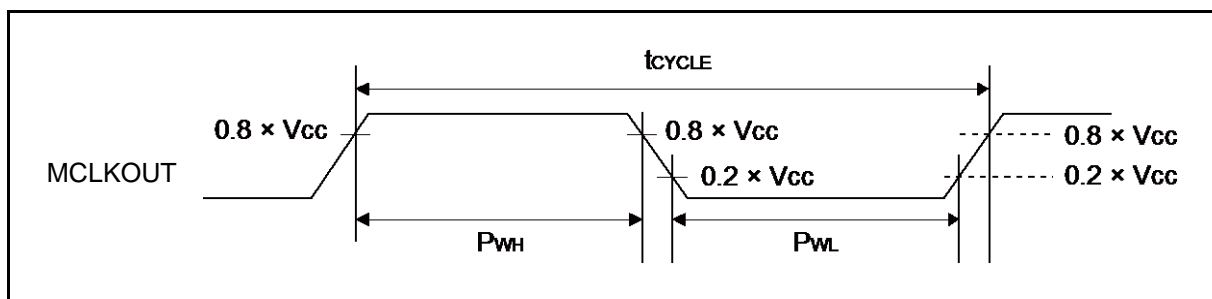 tCYCLE
0.8 × Vcc
0.8 × Vcc
0.8 × Vcc
MCLKOUT
0.2 × Vcc
0.2 × Vcc
PWH
PWL